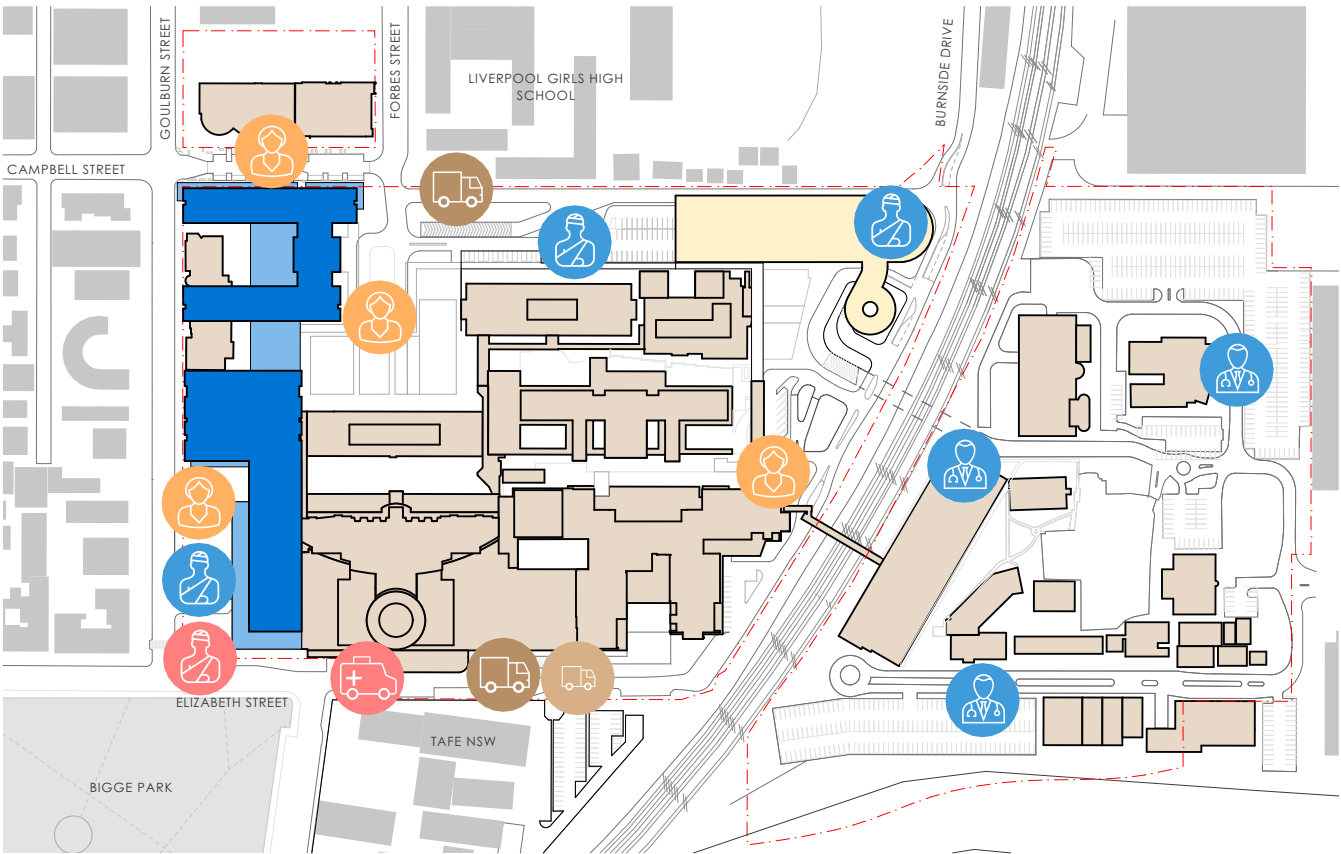 GOULBURN STREET
FORBES STREET
LIVERPOOL GIRLS HIGH
SCHOOL
BURNSIDE DRIVE
CAMPBELL STREET
ELIZABETH STREET
TAFE NSW
BIGGE PARK